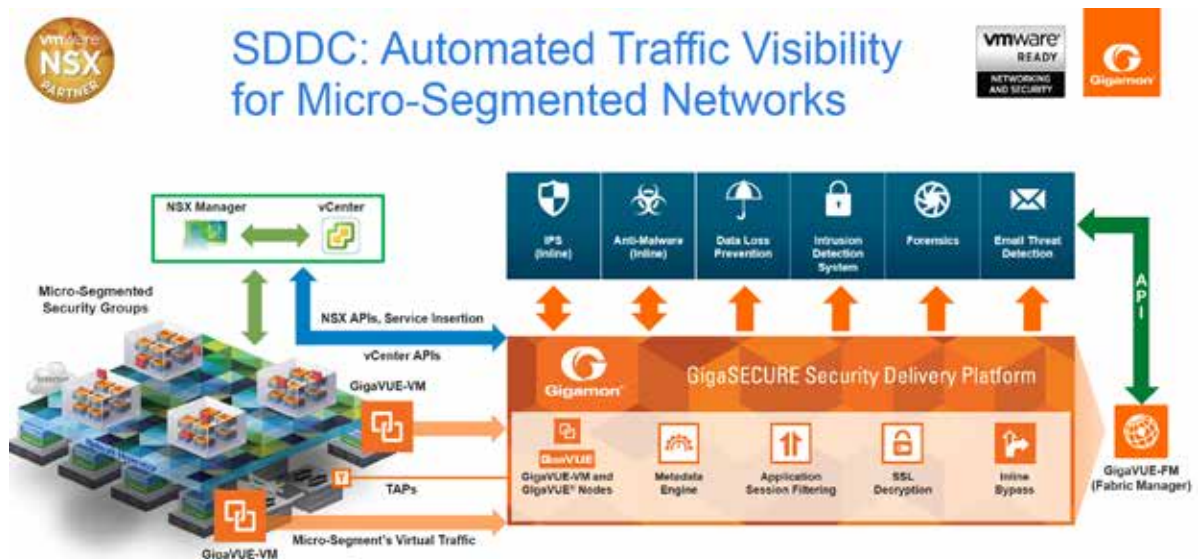 vmware
NSX
PARTNER
SDDC: Automated Traffic Visibility
for Micro-Segmented Networks
vmware
READY
NETWORKING
AND SECURITY
Gigamon
NSX Manager
vCenter
IPS
(Inline)
Anti-Malware
(Inline)
Data Loss
Prevention
Intrusion
Detection
System
Forensics
Email Threat
Detection
API
Micro-Segmented
Security Groups
NSX APIs, Service Insertion
vCenter APIs
GigaVUE-VM
Gigamon
GigaSECURE Security Delivery Platform
GigaVUE
GigaVUE-VM and
GigaVUE® Nodes
Metadata
Engine
Application
Session Filtering
SSL
Decryption
Inline
Bypass
GigaVUE-FM
(Fabric Manager)
T
TAPs
Micro-Segment's Virtual Traffic
GigaVUE-VM